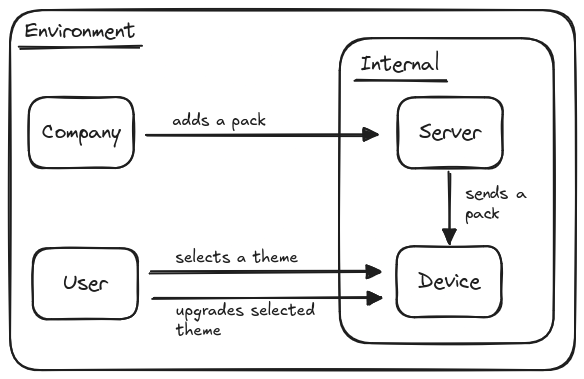 Environment
Internal
Company
adds a pack
Server
sends a
pack
User
selects a theme
upgrades selected
theme
Device